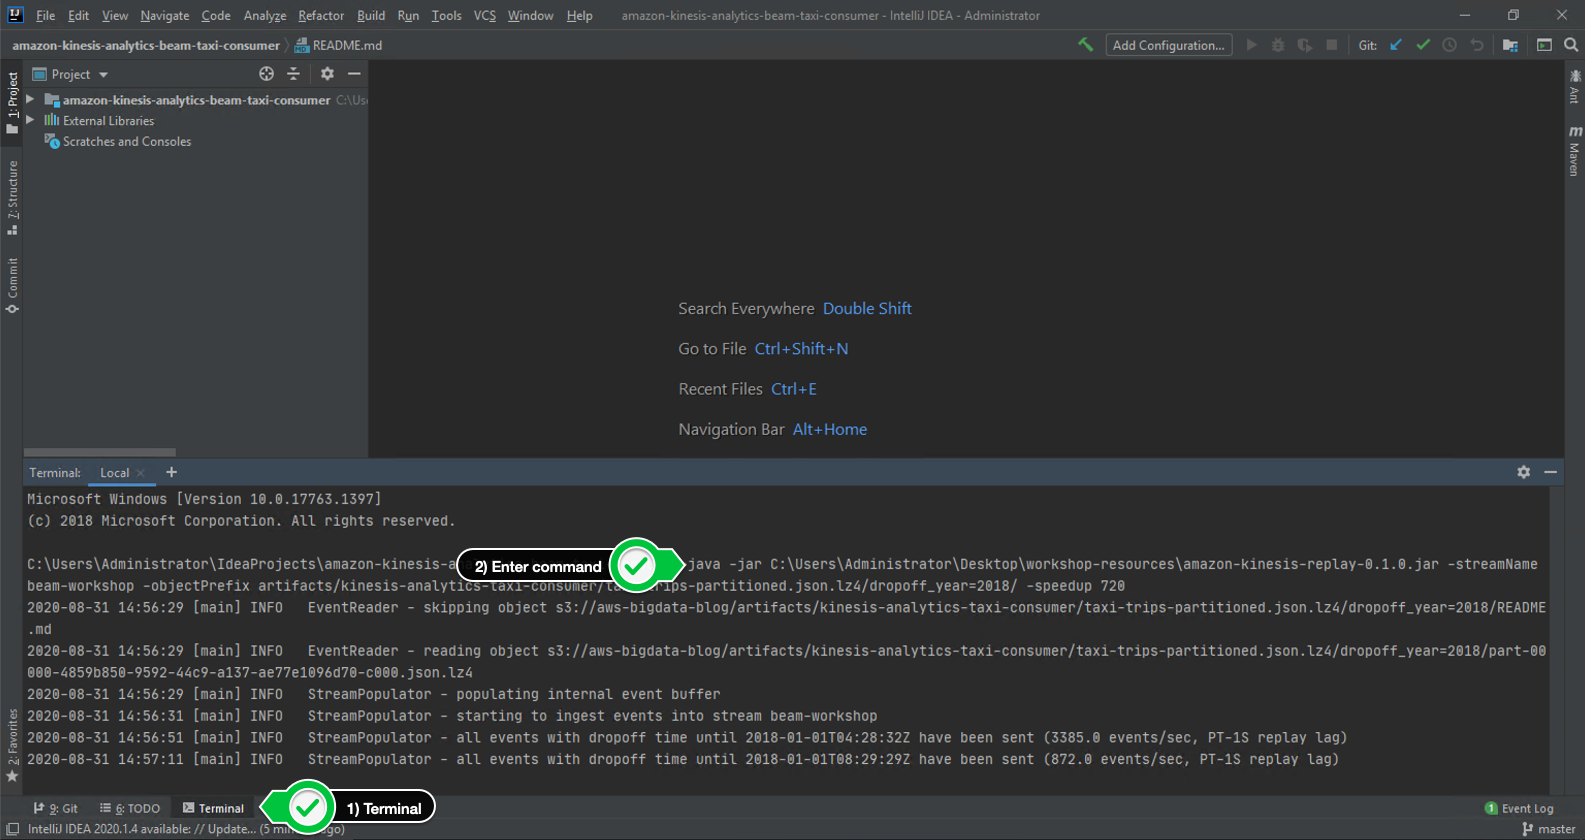 File Edit View Navigate Code Analyze Refactor Build Run Tools VCS Window Help amazon-kinesis-analytics-beam-taxi-consumer - IntelliJ IDEA - Administrator
amazon-kinesis-analytics-beam-taxi-consumer README.md Add Configuration... Git:
Project
amazon-kinesis-analytics-beam-taxi-consumer C:\Use
External Libraries
Scratches and Consoles
1: Project
7: Structure
Commit
2: Favorites
Ant
Maven
Search Everywhere Double Shift
Go to File Ctrl+Shift+N
Recent Files Ctrl+E
Navigation Bar Alt+Home
Terminal: Local +
Microsoft Windows [Version 10.0.17763.1397]
(c) 2018 Microsoft Corporation. All rights reserved.
C:\Users\Administrator\IdeaProjects\amazon-kinesis-a 2) Enter command java -jar C:\Users\Administrator\Desktop\workshop-resources\amazon-kinesis-replay-0.1.0.jar -streamName
beam-workshop -objectPrefix artifacts/kinesis-analytics-taxi-consumer/ta rips-partitioned.json.lz4/dropoff_year=2018/ -speedup 720
2020-08-31 14:56:29 [main] INFO EventReader - skipping object s3://aws-bigdata-blog/artifacts/kinesis-analytics-taxi-consumer/taxi-trips-partitioned.json.lz4/dropoff_year=2018/README
.md
2020-08-31 14:56:29 [main] INFO EventReader - reading object s3://aws-bigdata-blog/artifacts/kinesis-analytics-taxi-consumer/taxi-trips-partitioned.json.lz4/dropoff_year=2018/part-00
000-4859b850-9592-44c9-a137-ae77e1096d70-c000.json.lz4
2020-08-31 14:56:29 [main] INFO StreamPopulator - populating internal event buffer
2020-08-31 14:56:31 [main] INFO StreamPopulator - starting to ingest events into stream beam-workshop
2020-08-31 14:56:51 [main] INFO StreamPopulator - all events with dropoff time until 2018-01-01T04:28:32Z have been sent (3385.0 events/sec, PT-1S replay lag)
2020-08-31 14:57:11 [main] INFO StreamPopulator - all events with dropoff time until 2018-01-01T08:29:29Z have been sent (872.0 events/sec, PT-1S replay lag)
9: Git 6: TODO Terminal 1) Terminal 1 Event Log
IntelliJ IDEA 2020.1.4 available: // Update... (5 min go) master